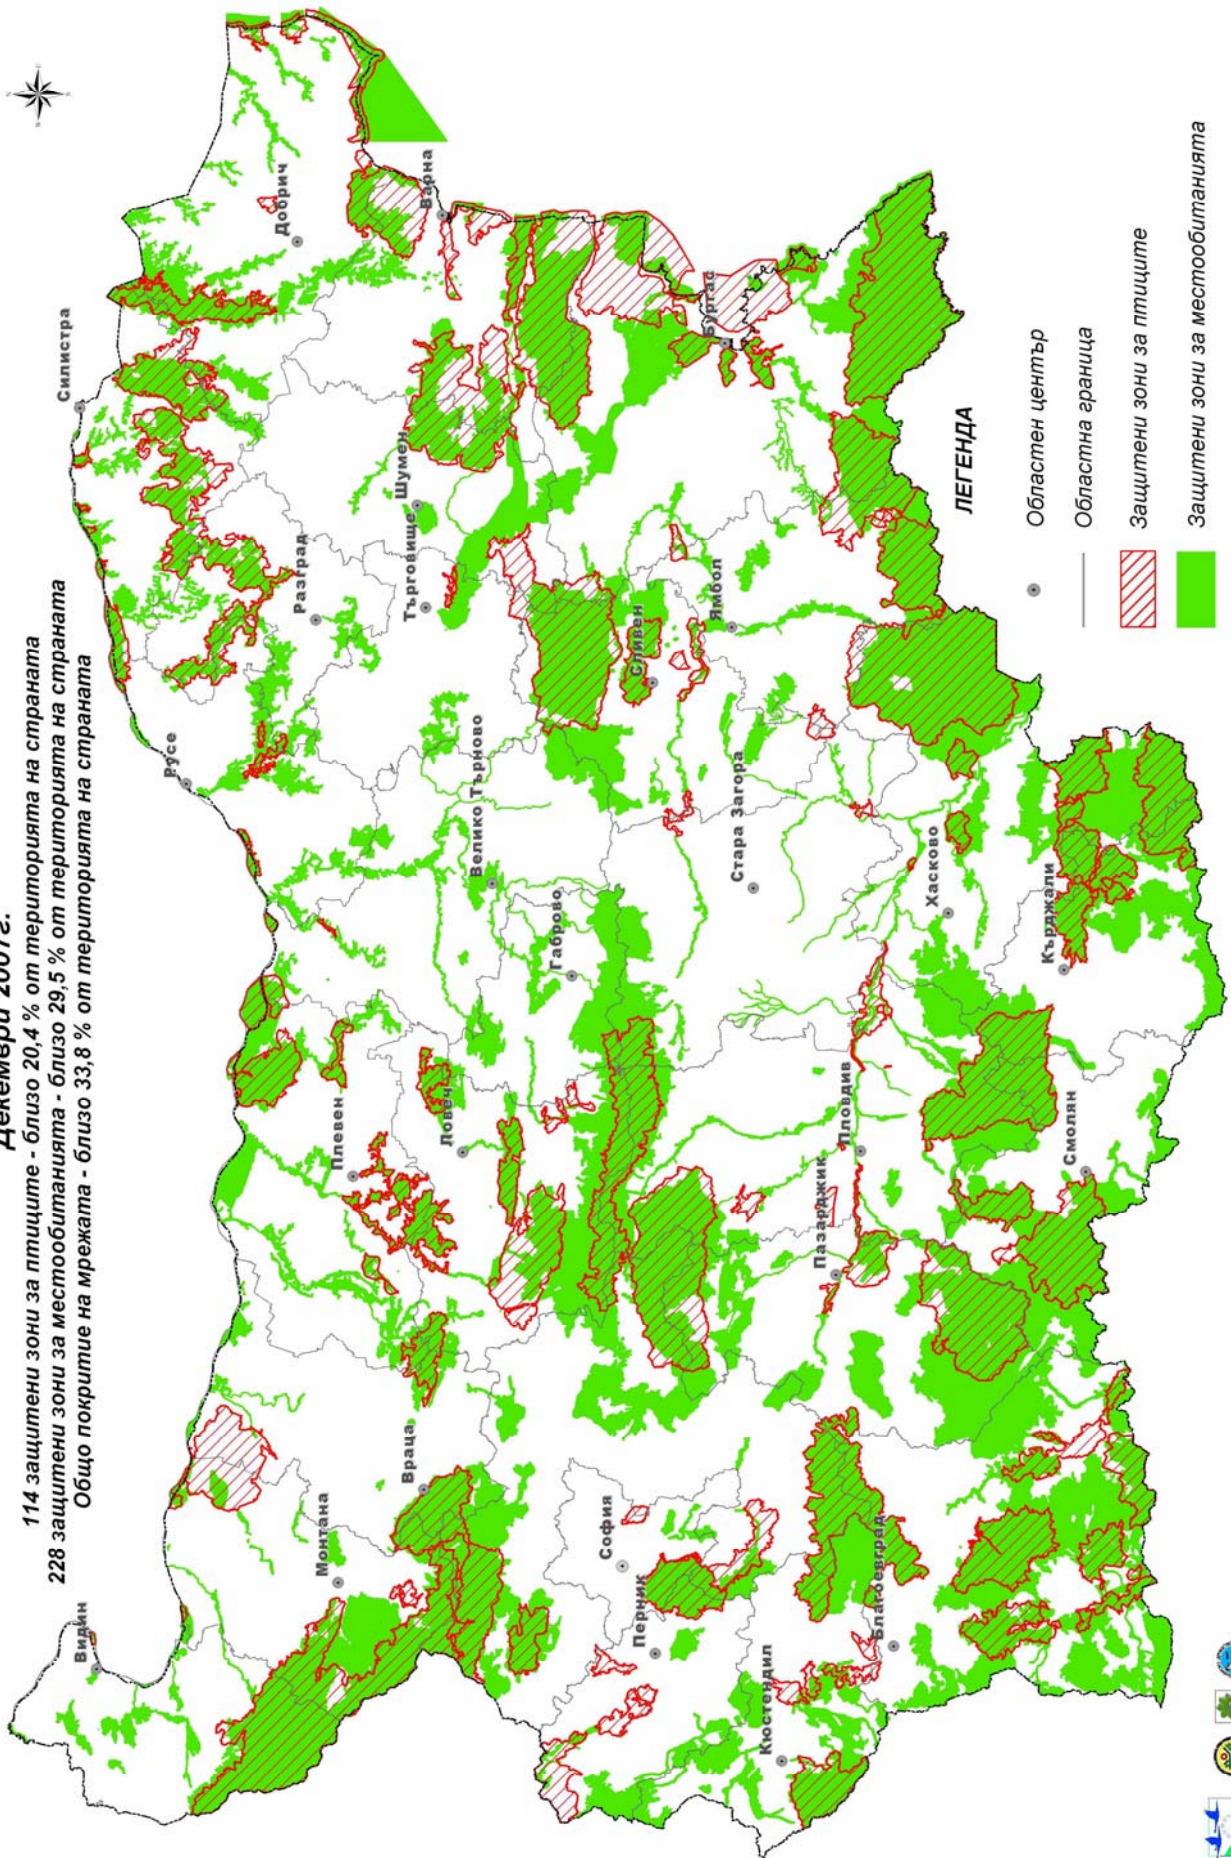 Декември 2007г.
114 защитени зони за птиците - близо 20,4 % от територията на страната
228 защитени зони за местообитанията - близо 29,5 % от територията на страната
Общо покритие на мрежата - близо 33,8 % от територията на страната
Видин
Монтана
Враца
София
Перник
Кюстендил
Благоевград
Плевен
Ловеч
Пазарджик
Пловдив
Смолян
Русе
Велико Търново
Габрово
Стара Загора
Хасково
Кърджали
Силистра
Разград
Търговище
Шумен
Сливен
Ямбол
Добрич
Варна
Бургас
ЛЕГЕНДА
Областен център
Областна граница
Защитени зони за птиците
Защитени зони за местообитанията